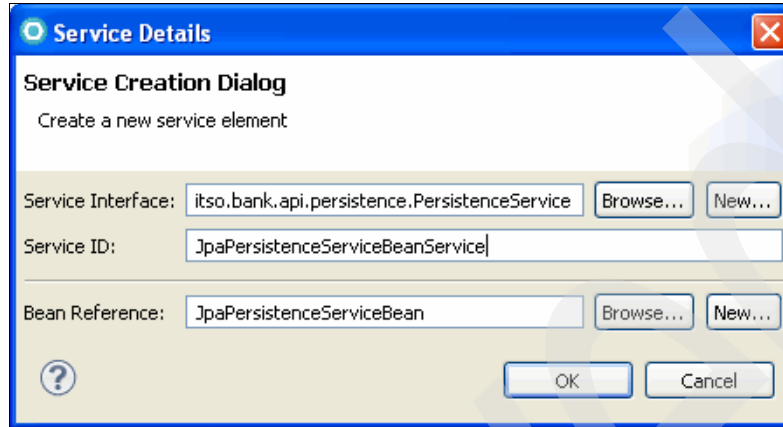 Service Details
Service Creation Dialog
Create a new service element
Service Interface: itso.bank.api.persistence.PersistenceService Browse... New...
Service ID: JpaPersistenceServiceBeanService
Bean Reference: JpaPersistenceServiceBean Browse... New...
? OK Cancel